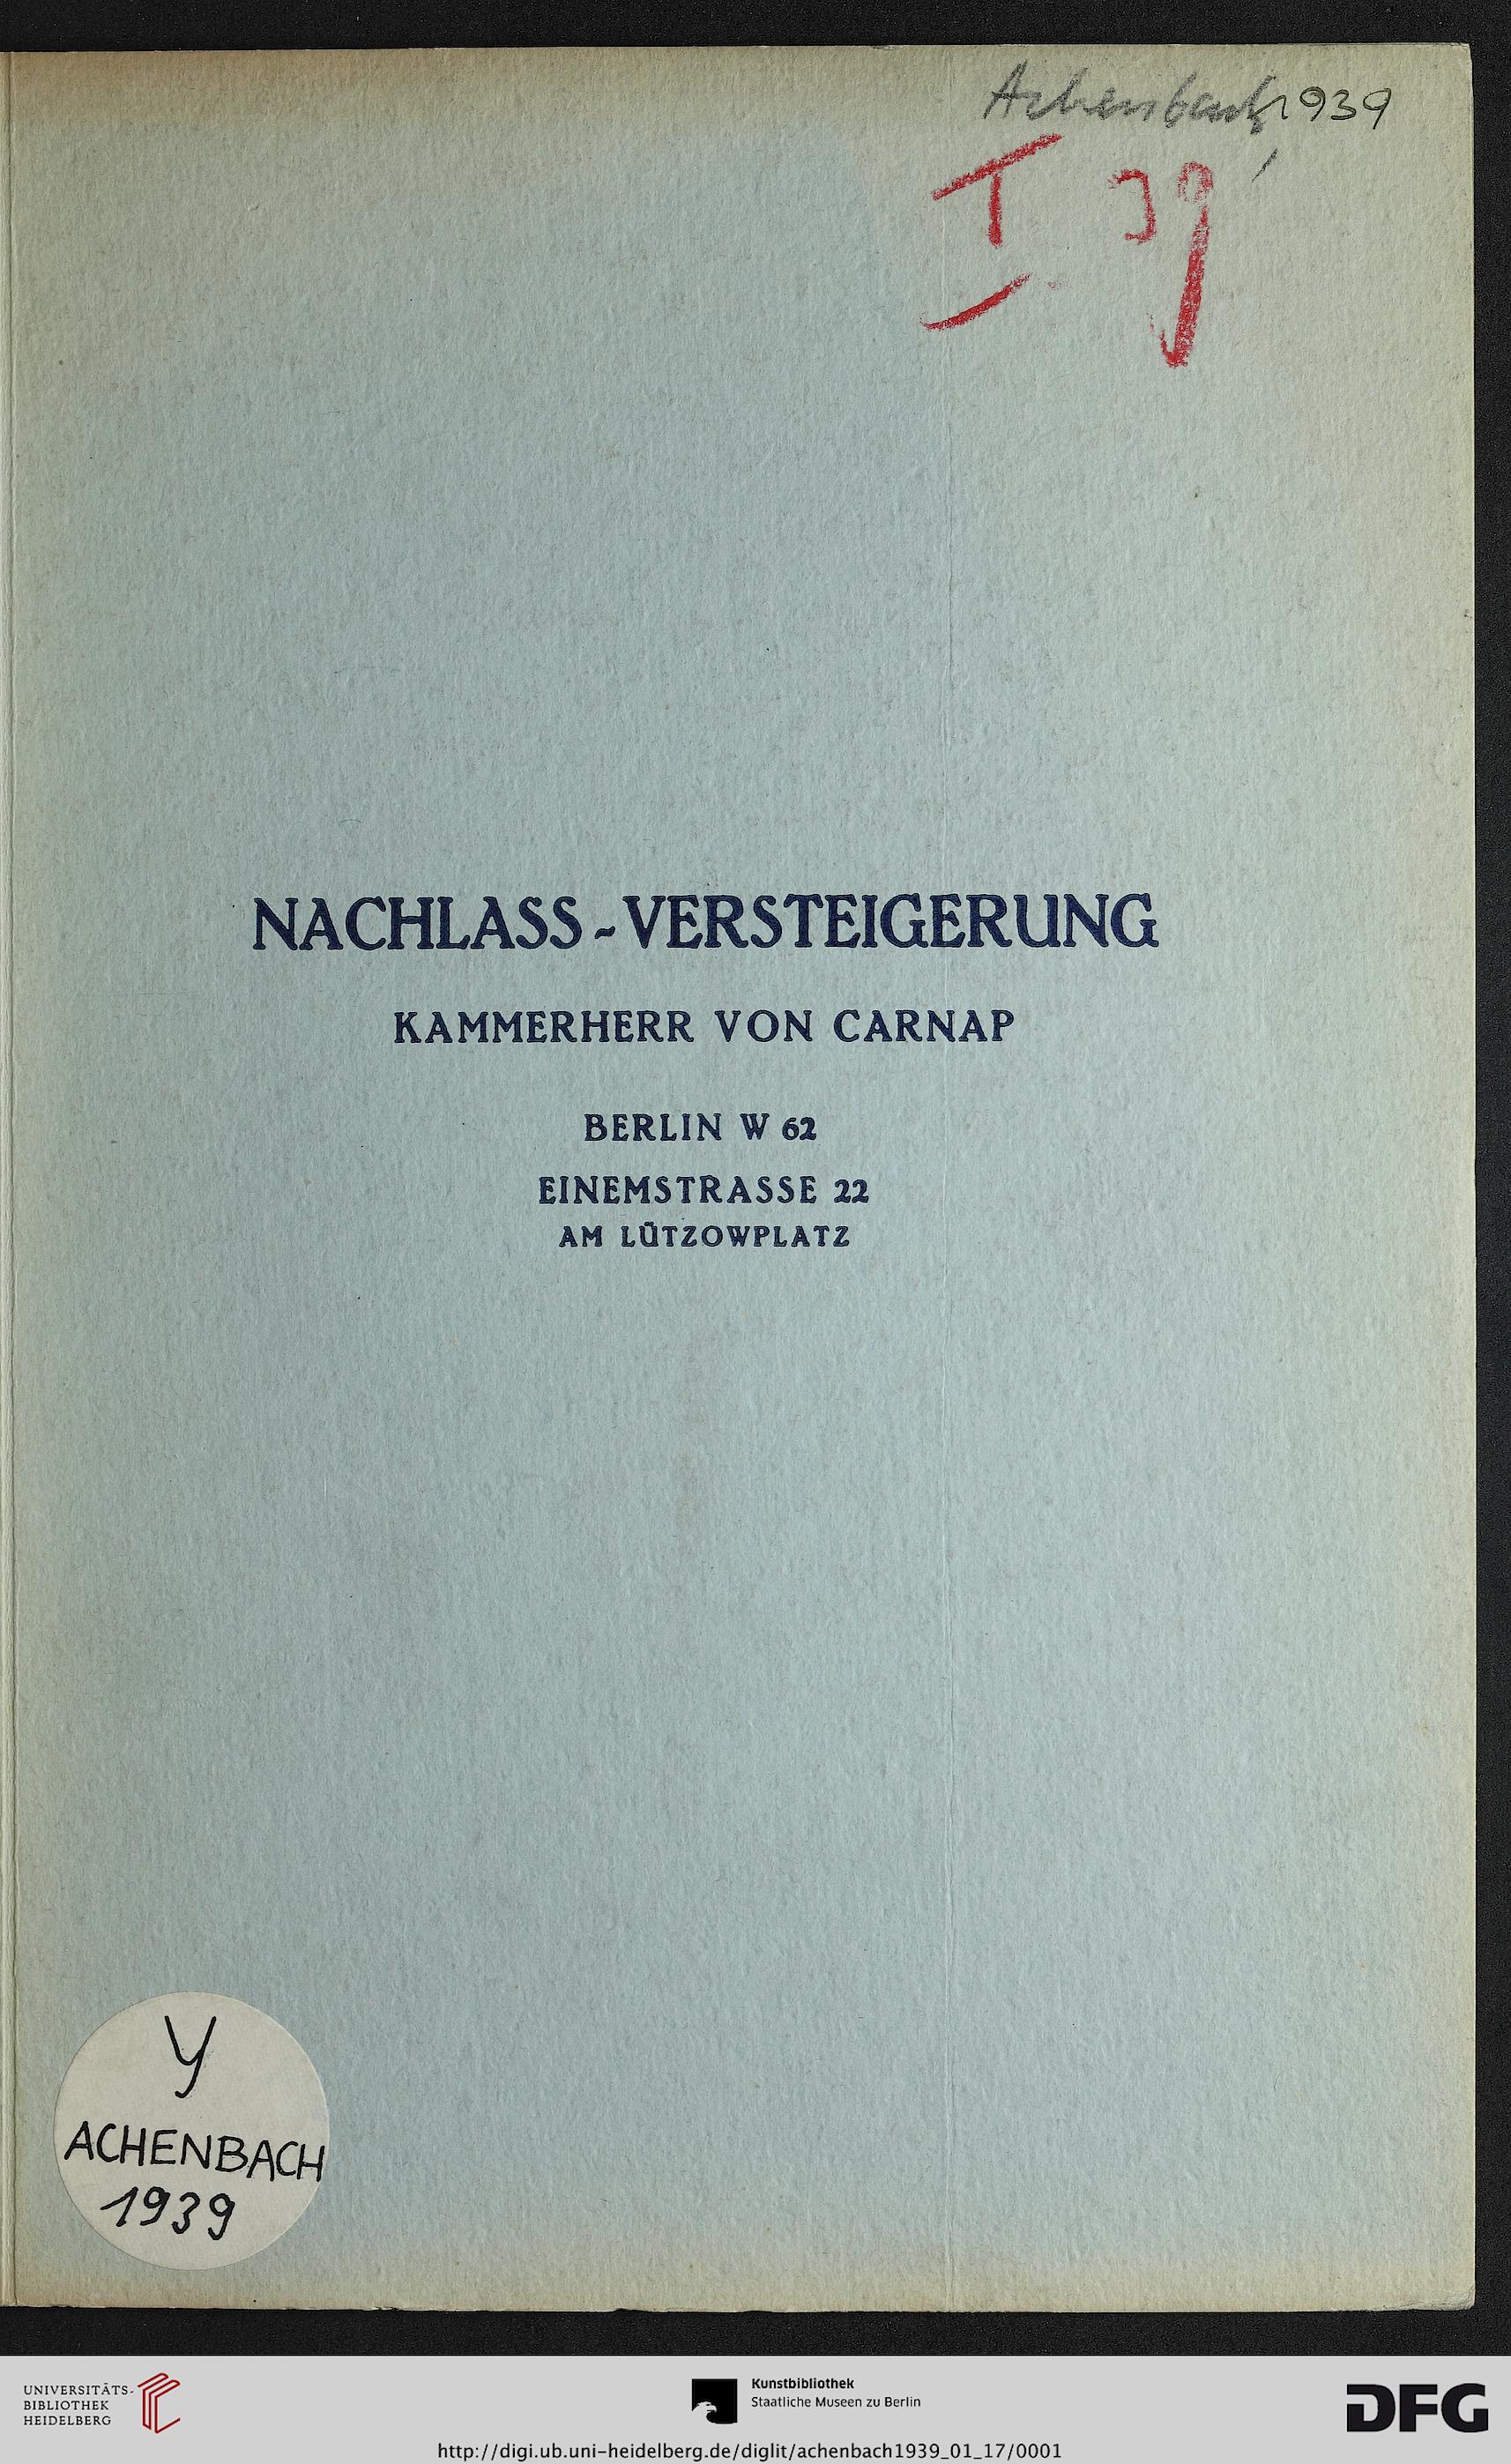 Achenbach 1939
I 39
NACHLASS-VERSTEIGERUNG
KAMMERHERR VON CARNAP
BERLIN W 62
EINEMSTRASSE 22
AM LÜTZOWPLATZ
Y
ACHENBACH
1939
UNIVERSITÄTS-
BIBLIOTHEK
HEIDELBERG
Kunstbibliothek
Staatliche Museen zu Berlin
DFG
http://digi.ub.uni-heidelberg.de/diglit/achenbach1939_01_17/0001